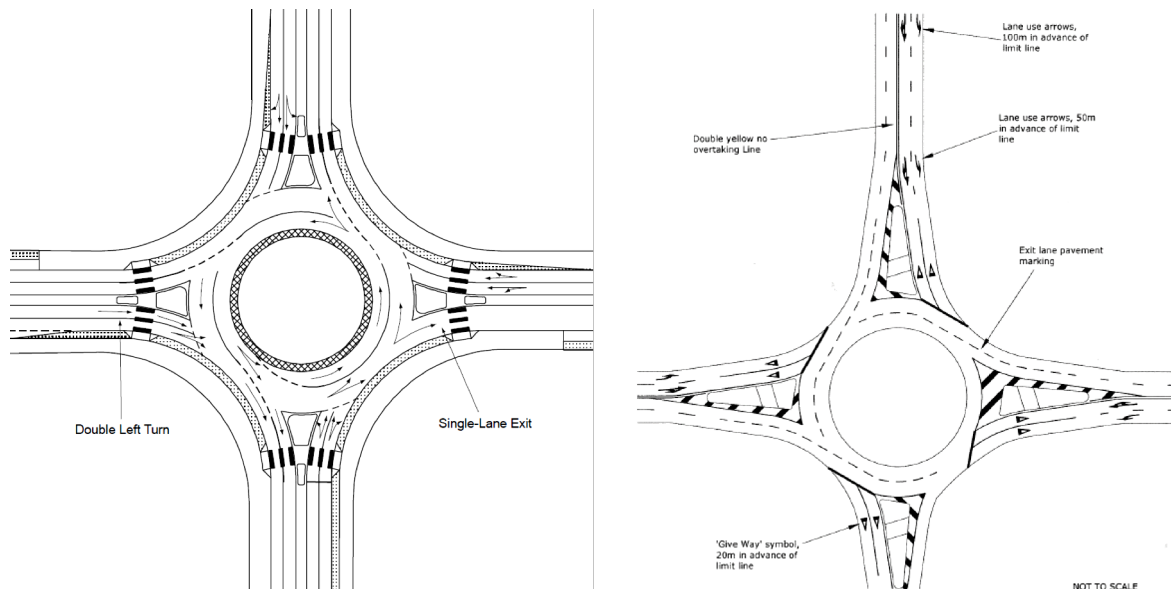 Double Left Turn
Single-Lane Exit
Lane use arrows,
100m in advance of
limit line
Lane use arrows, 50m
in advance of limit
line
Double yellow no
overtaking Line
Exit lane pavement
marking
'Give Way' symbol,
20m in advance of
limit line
NOT TO SCALE